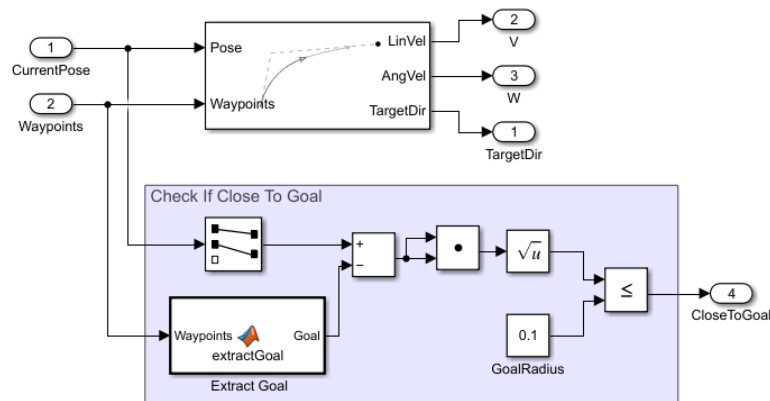 1
CurrentPose
2
Waypoints
Pose
Waypoints
LinVel
AngVel
TargetDir
2
V
3
W
1
TargetDir
Check If Close To Goal
+
−
•
√u
≤
Waypoints
Goal
extractGoal
Extract Goal
0.1
GoalRadius
4
CloseToGoal